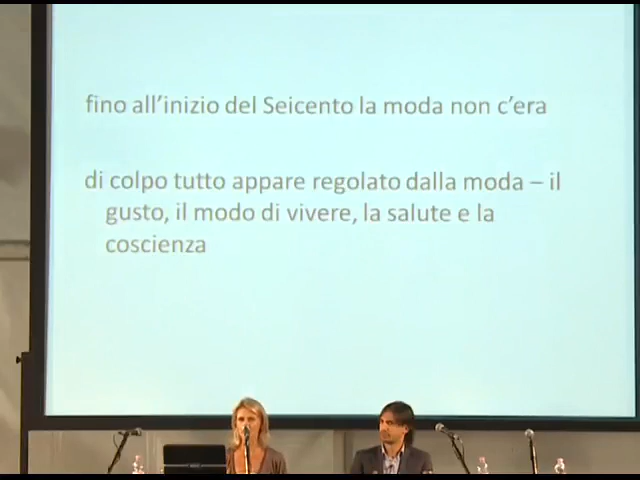 fino all’inizio del Seicento la moda non c’era
di colpo tutto appare regolato dalla moda – il
gusto, il modo di vivere, la salute e la
coscienza